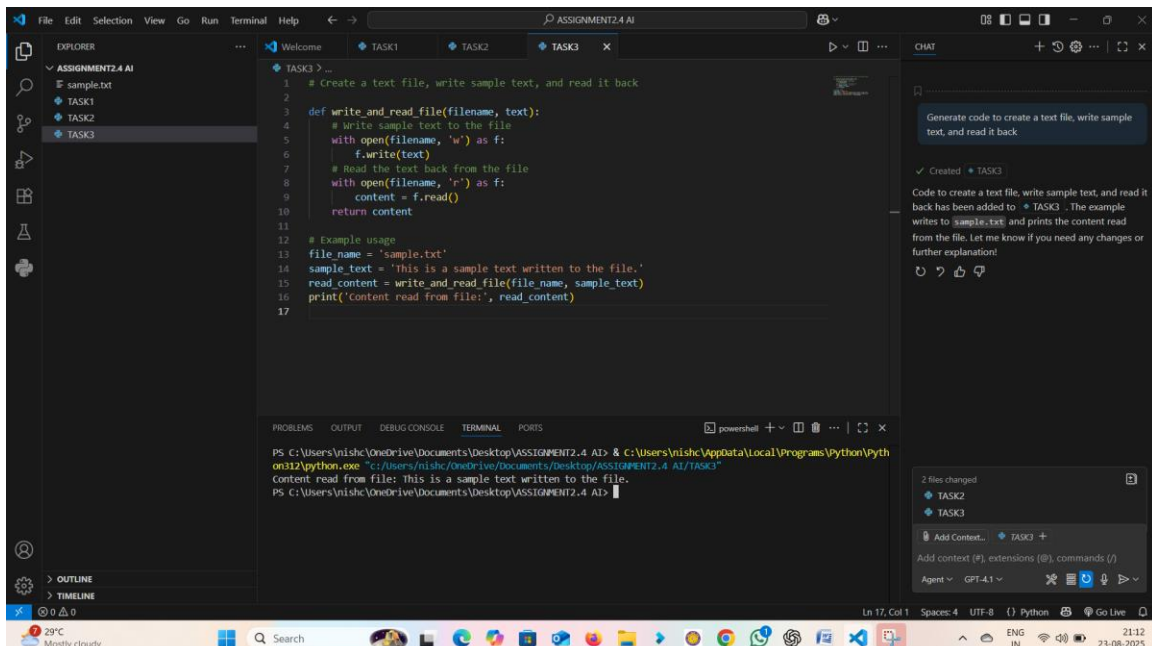 File Edit Selection View Go Run Terminal Help
ASSIGNMENT2.4 AI
EXPLORER
ASSIGNMENT2.4 AI
sample.txt
TASK1
TASK2
TASK3
OUTLINE
TIMELINE
Welcome TASK1 TASK2 TASK3
TASK3 > ...
1 # Create a text file, write sample text, and read it back
2
3 def write_and_read_file(filename, text):
4 # Write sample text to the file
5 with open(filename, 'w') as f:
6 f.write(text)
7 # Read the text back from the file
8 with open(filename, 'r') as f:
9 content = f.read()
10 return content
11
12 # Example usage
13 file_name = 'sample.txt'
14 sample_text = 'This is a sample text written to the file.'
15 read_content = write_and_read_file(file_name, sample_text)
16 print('Content read from file:', read_content)
17
PROBLEMS OUTPUT DEBUG CONSOLE TERMINAL PORTS
powershell
PS C:\Users\nishc\OneDrive\Documents\Desktop\ASSIGNMENT2.4 AI> & C:\Users\nishc\AppData\Local\Programs\Python\Pyth
on312\python.exe "c:/Users/nishc/OneDrive/Documents/Desktop/ASSIGNMENT2.4 AI/TASK3"
Content read from file: This is a sample text written to the file.
PS C:\Users\nishc\OneDrive\Documents\Desktop\ASSIGNMENT2.4 AI>
CHAT
Generate code to create a text file, write sample
text, and read it back
Created TASK3
Code to create a text file, write sample text, and read it
back has been added to TASK3 . The example
writes to sample.txt and prints the content read
from the file. Let me know if you need any changes or
further explanation!
2 files changed
TASK2
TASK3
Add Context... TASK3 +
Add context (#), extensions (@), commands (/)
Agent GPT-4.1
0 0 Ln 17, Col 1 Spaces: 4 UTF-8 {} Python Go Live
7 29°C
Mostly cloudy
Search
ENG
IN
21:12
23-08-2025